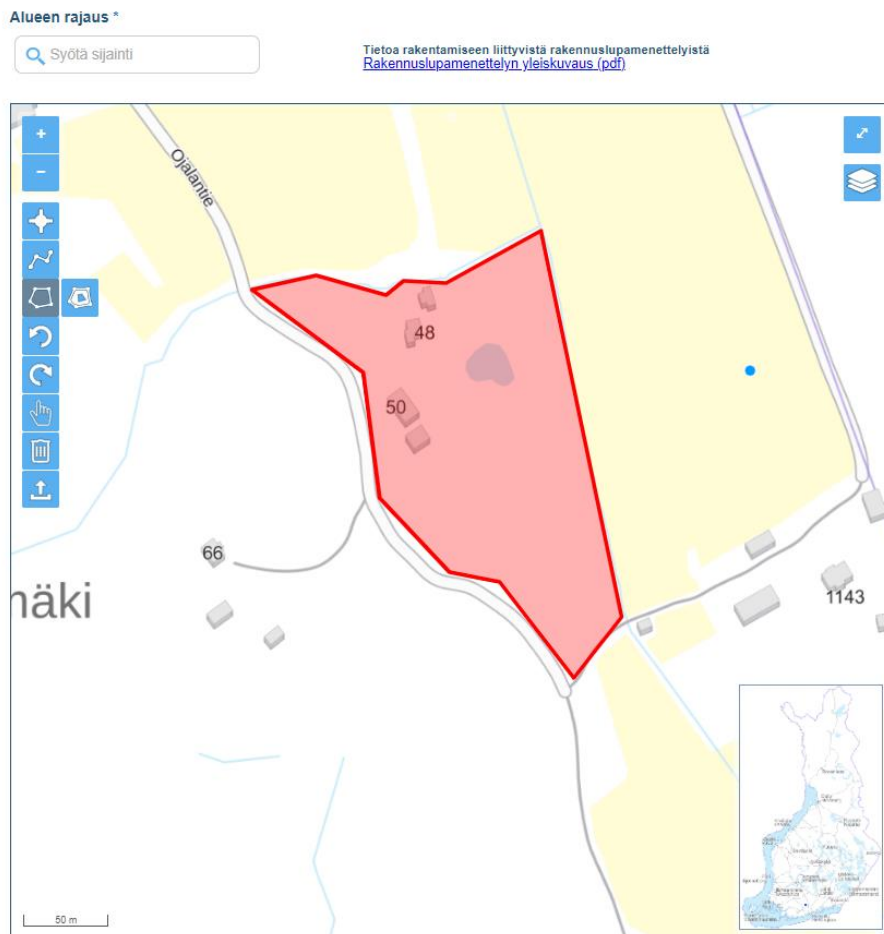 Alueen rajaus *
Syötä sijainti
Tietoa rakentamiseen liittyvistä rakennuslupamenettelyistä
Rakennuslupamenettelyn yleiskuvaus (pdf)
+
−
Ojalantie
48
50
66
näki
1143
50 m